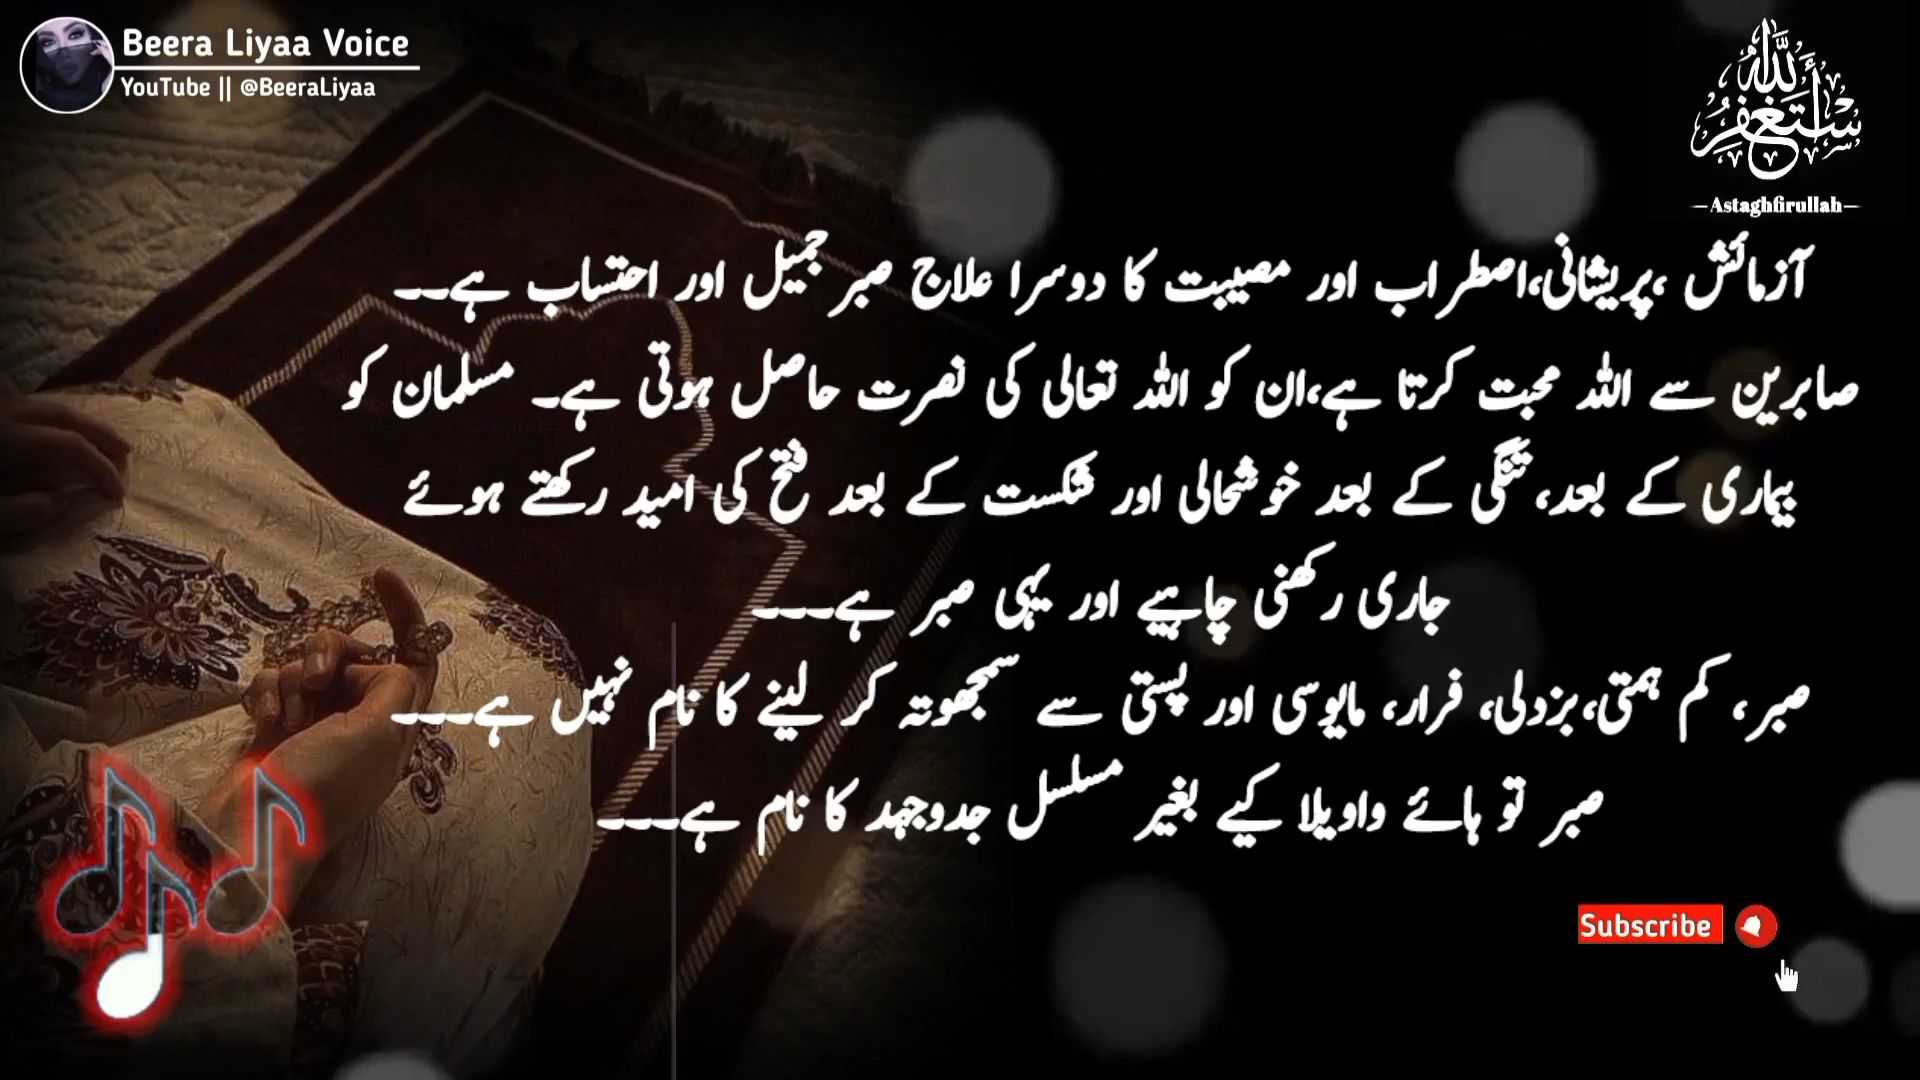 Beera Liyaa Voice
YouTube || @BeeraLiyaa
أستغفر الله
—Astaghfirullah—
آزمائش ،پریشانی،اضطراب اور مصیبت کا دوسرا علاج صبر جمیل اور احتساب ہے۔۔
صابرین سے اللہ محبت کرتا ہے،ان کو اللہ تعالی کی نصرت حاصل ہوتی ہے۔ مسلمان کو
بیماری کے بعد، تنگی کے بعد خوشحالی اور شکست کے بعد فتح کی امید رکھتے ہوئے
جاری رکھنی چاہیے اور یہی صبر ہے۔۔۔
صبر، کم ہمتی،بزدلی، فرار، مایوسی اور پستی سے سمجھوتہ کر لینے کا نام نہیں ہے۔۔۔
صبر تو ہائے واویلا کیے بغیر مسلسل جدوجہد کا نام ہے۔۔۔
Subscribe